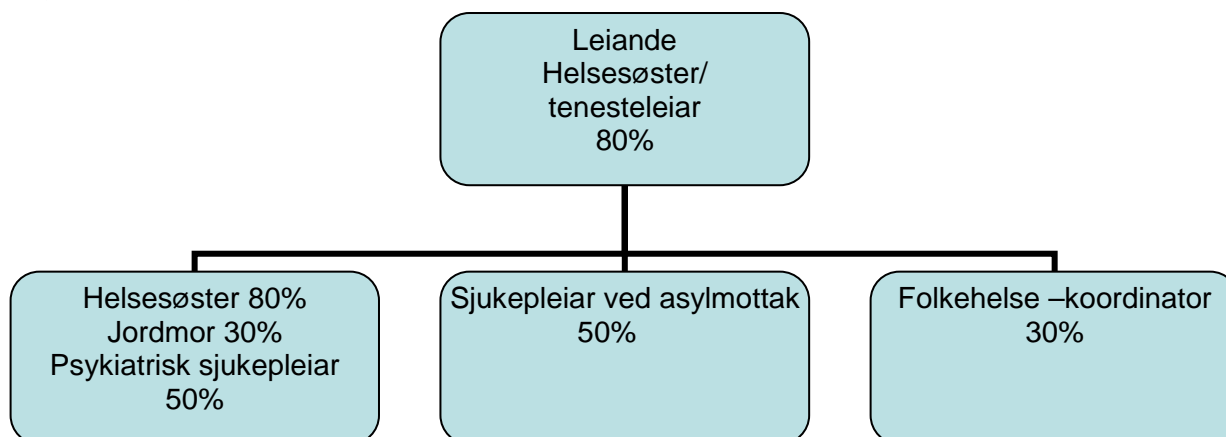 Leiande
Helsesøster/
tenesteleiar
80%
Helsesøster 80%
Jordmor 30%
Psykiatrisk sjukepleiar
50%
Sjukepleiar ved asylmottak
50%
Folkehelse –koordinator
30%